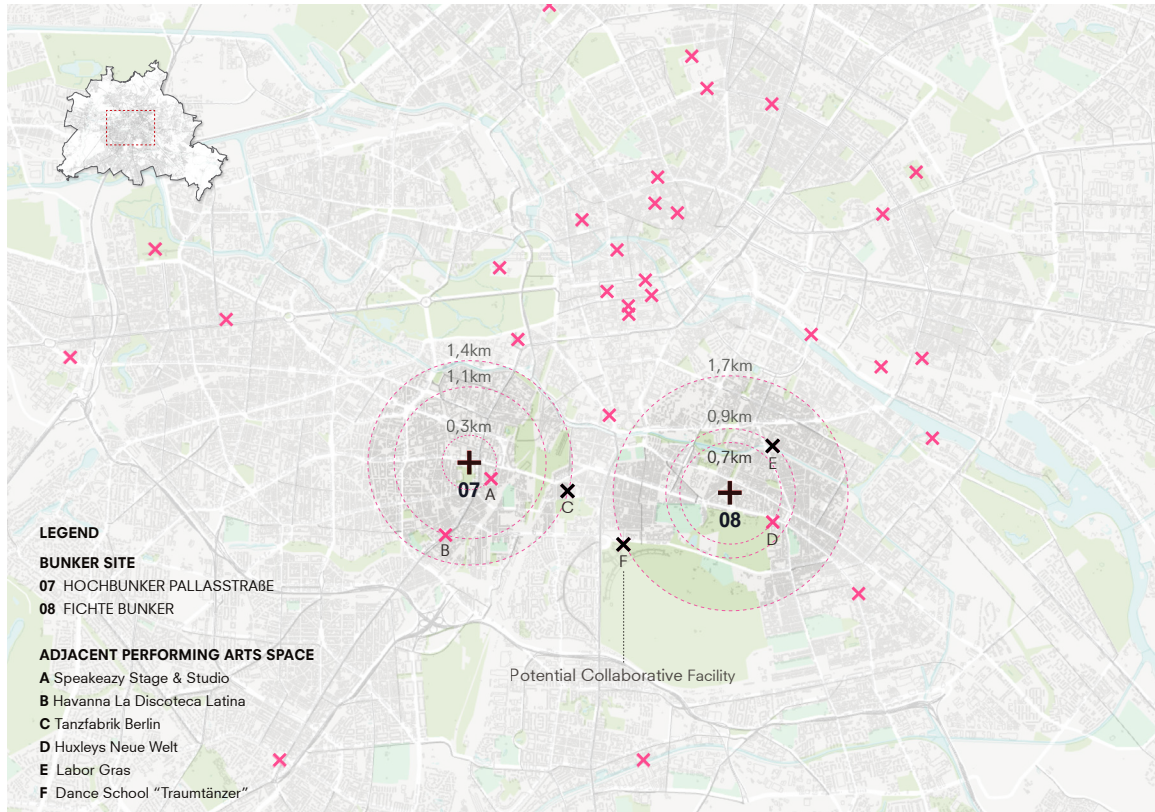 1,4km
1,1km
0,3km
07
A
B
C
1,7km
0,9km
0,7km
E
08
D
F
Potential Collaborative Facility
LEGEND
BUNKER SITE
07 HOCHBUNKER PALLASSTRAßE
08 FICHTE BUNKER
ADJACENT PERFORMING ARTS SPACE
A Speakeazy Stage & Studio
B Havanna La Discoteca Latina
C Tanzfabrik Berlin
D Huxleys Neue Welt
E Labor Gras
F Dance School “Traumtänzer”